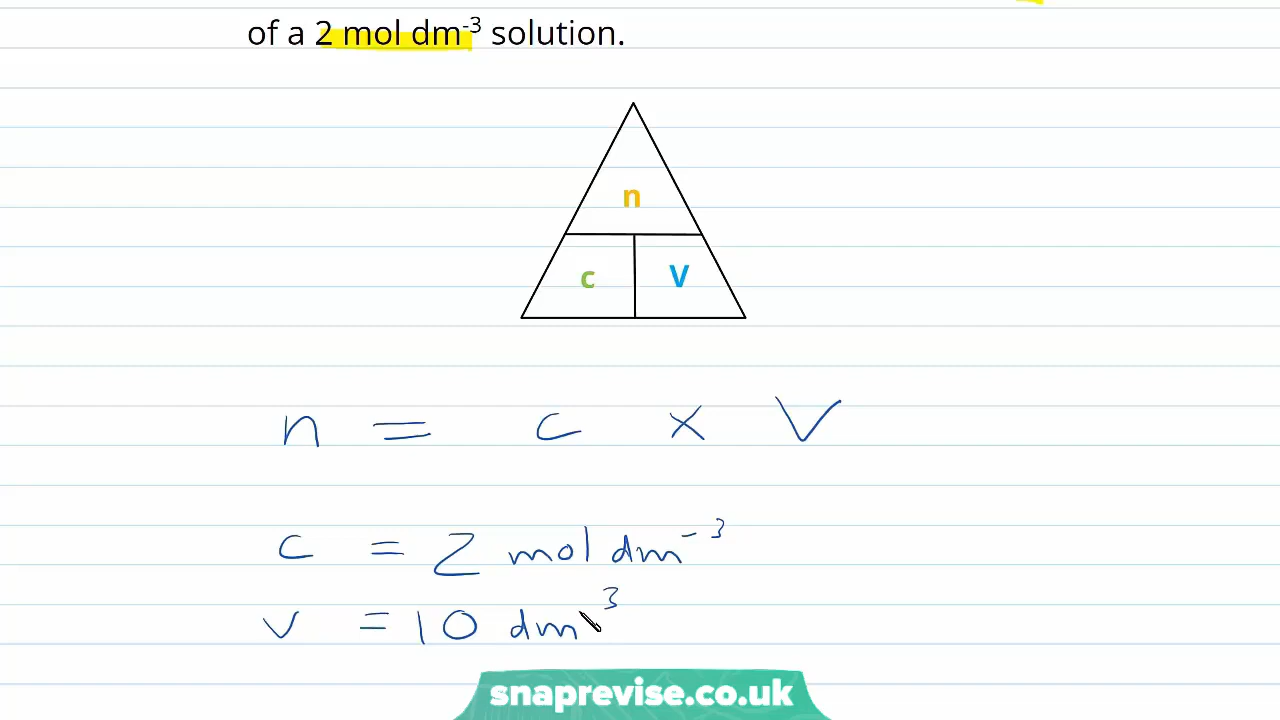 of a 2 mol dm⁻³ solution.
n
c V
n = c × V
c = 2 mol dm⁻³
v = 10 dm³
snaprevise.co.uk